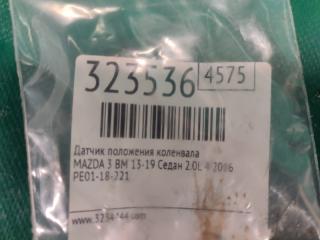 323536 4575
Датчик положения коленвала
MAZDA 3 BM 13-19 Седан 2.0L 4 2016
PE01-18-221